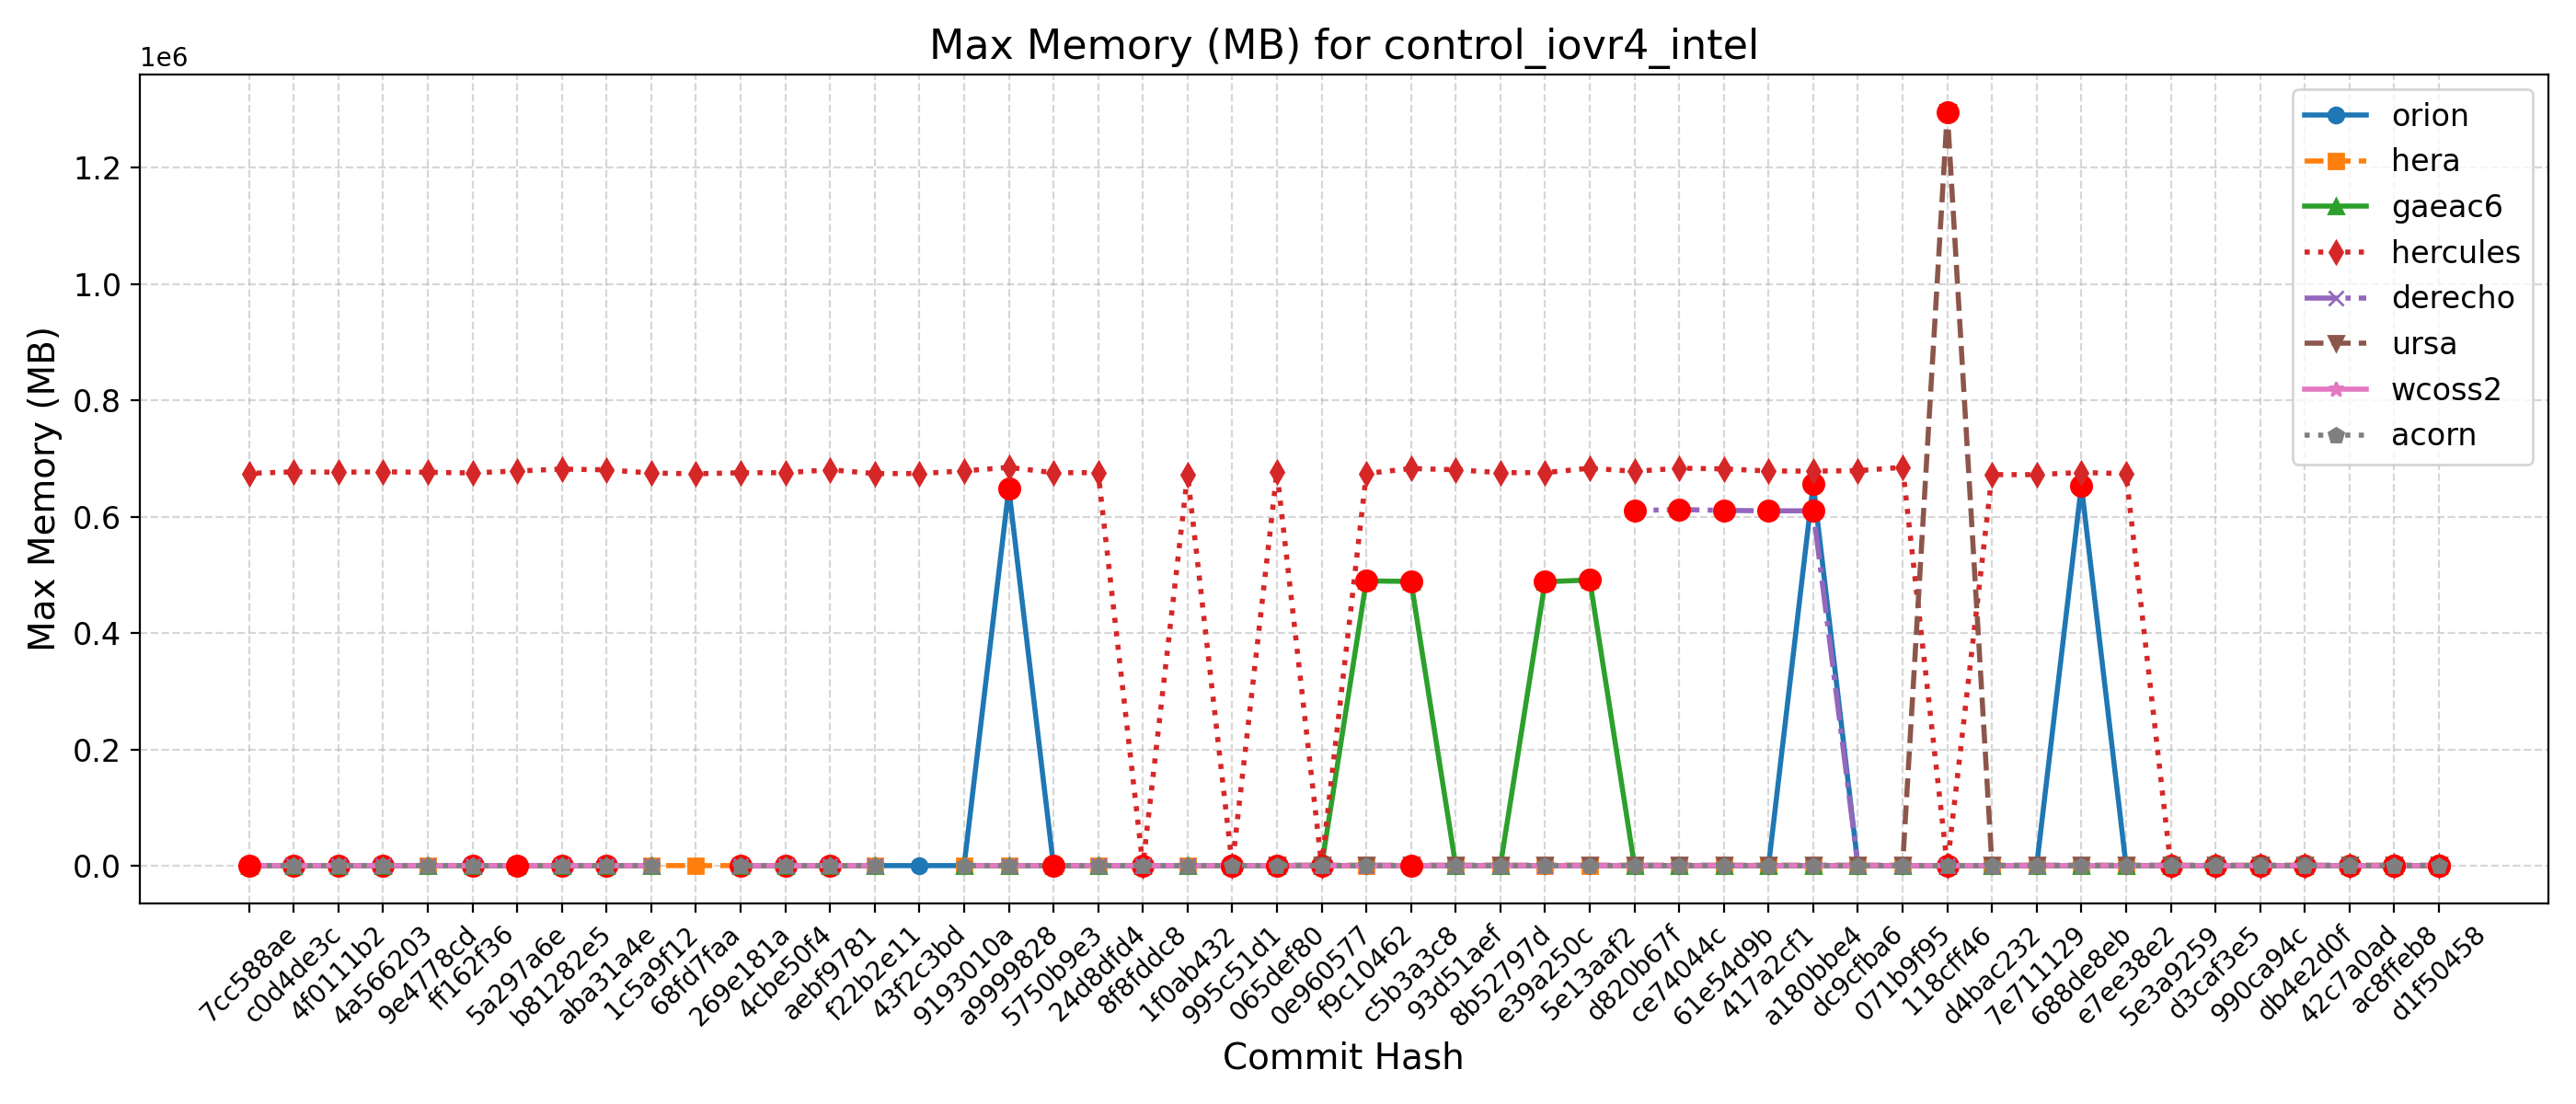 Max Memory (MB) for control_iovr4_intel
1e6
1.2
1.0
0.8
0.6
0.4
0.2
0.0
Max Memory (MB)
orion
hera
gaeac6
hercules
derecho
ursa
wcoss2
acorn
7cc588ae
c0d4de3c
4f0111b2
4a566203
9e4778cd
ff162f36
5a297a6e
b81282e5
aba31a4e
1c5a9f12
68fd7faa
269e181a
4cbe50f4
aebf9781
f22b2e11
43f2c3bd
9193010a
a9999828
5750b9e3
24d8dfd4
8f8fddc8
1f0ab432
995c51d1
065def80
0e960577
f9c10462
c5b3a3c8
93d51aef
8b52797d
e39a250c
5e13aaf2
d820b67f
ce74044c
61e54d9b
417a2cf1
a180bbe4
dc9cfba6
071b9f95
118cff46
d4bac232
7e711129
688de8eb
e7ee38e2
5e3a9259
d3caf3e5
990ca94c
db4e2d0f
42c7a0ad
ac8ffeb8
d1f50458
Commit Hash